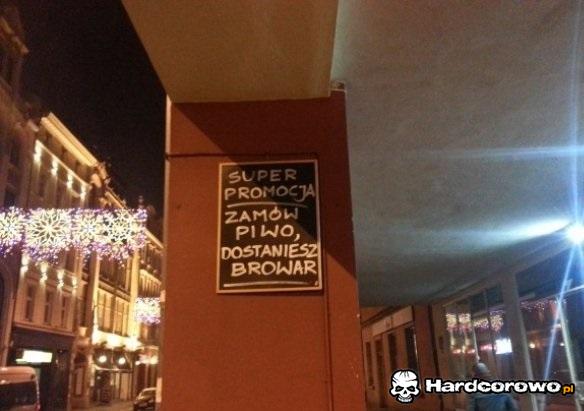 SUPER
PROMOCJA
ZAMÓW
PIWO,
DOSTANIESZ
BROWAR
Hardcorowo.pl